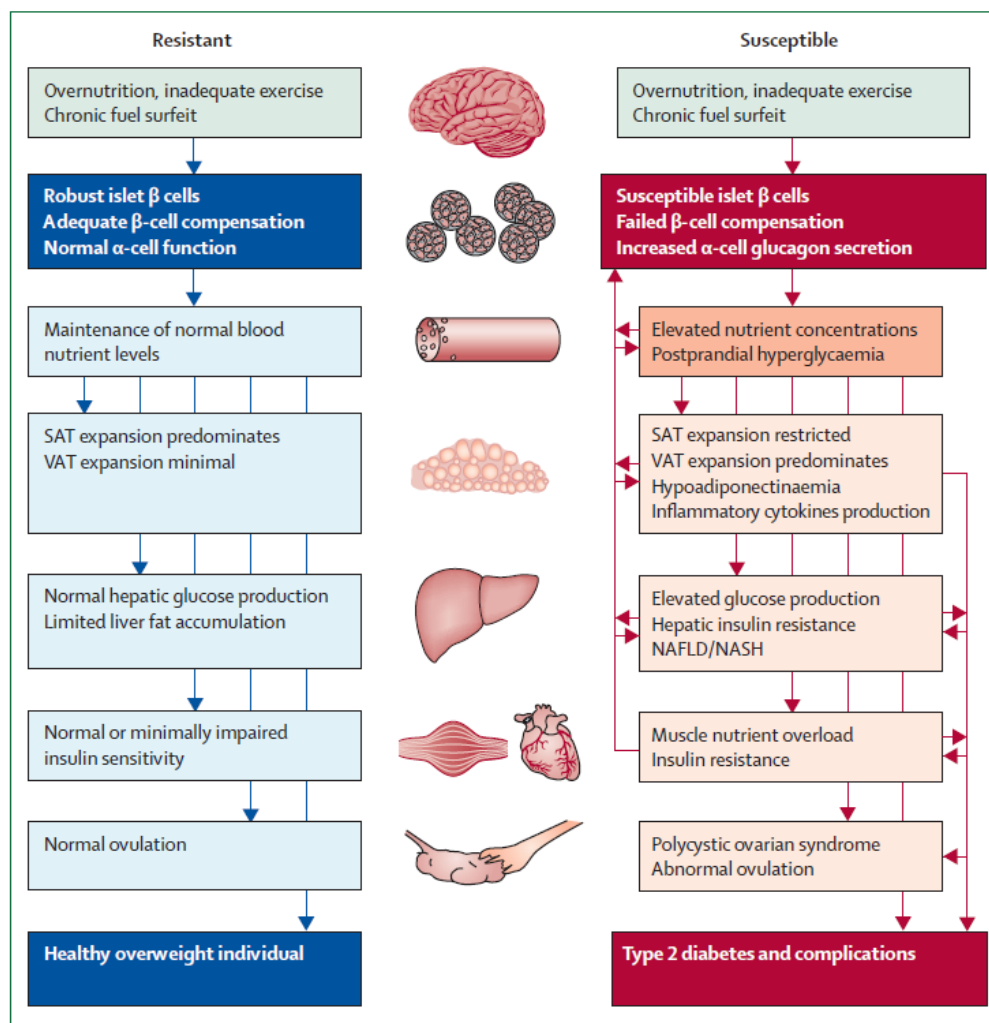 Resistant
Susceptible
Overnutrition, inadequate exercise
Chronic fuel surfeit
Overnutrition, inadequate exercise
Chronic fuel surfeit
Robust islet β cells
Adequate β-cell compensation
Normal α-cell function
Susceptible islet β cells
Failed β-cell compensation
Increased α-cell glucagon secretion
Maintenance of normal blood
nutrient levels
Elevated nutrient concentrations
Postprandial hyperglycaemia
SAT expansion predominates
VAT expansion minimal
SAT expansion restricted
VAT expansion predominates
Hypoadiponectinaemia
Inflammatory cytokines production
Normal hepatic glucose production
Limited liver fat accumulation
Elevated glucose production
Hepatic insulin resistance
NAFLD/NASH
Normal or minimally impaired
insulin sensitivity
Muscle nutrient overload
Insulin resistance
Normal ovulation
Polycystic ovarian syndrome
Abnormal ovulation
Healthy overweight individual
Type 2 diabetes and complications